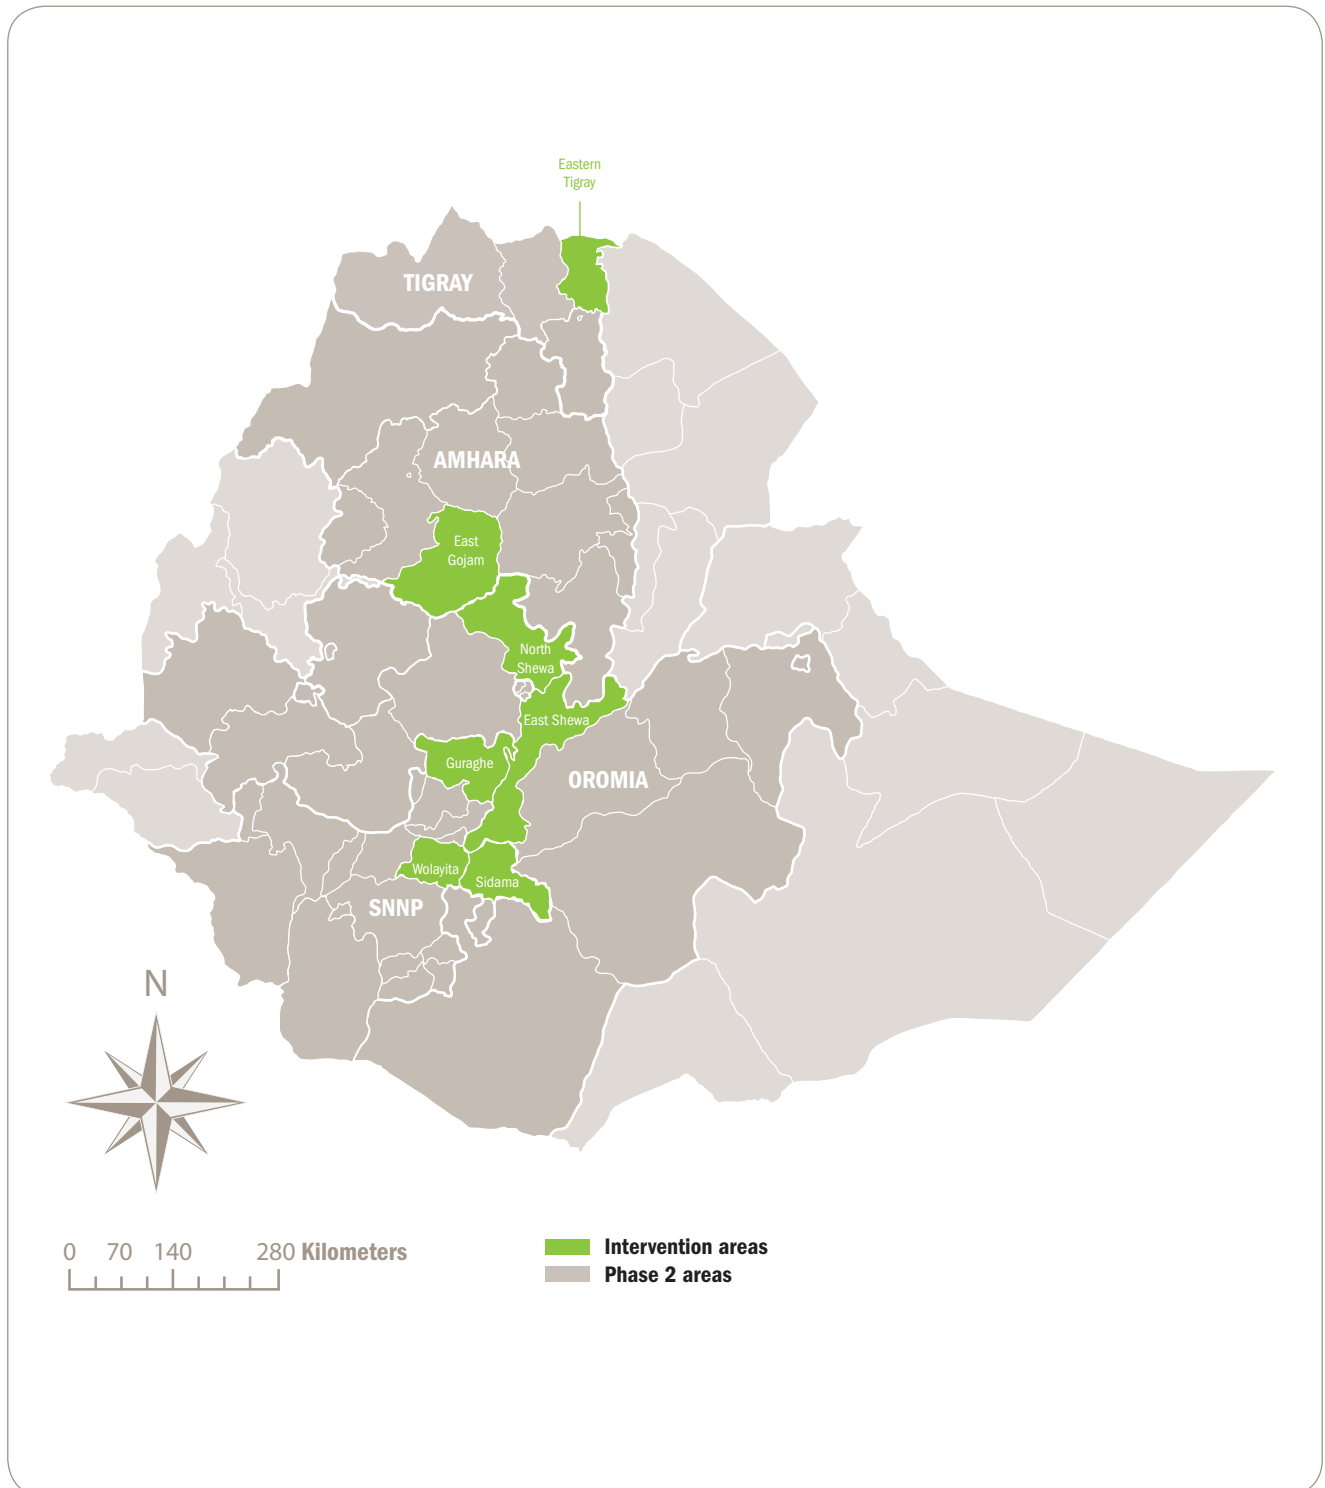 Eastern
Tigray
TIGRAY
AMHARA
East
Gojam
North
Shewa
East Shewa
Guraghe
OROMIA
Wolayita
Sidama
SNNP
N
0 70 140 280 Kilometers
Intervention areas
Phase 2 areas